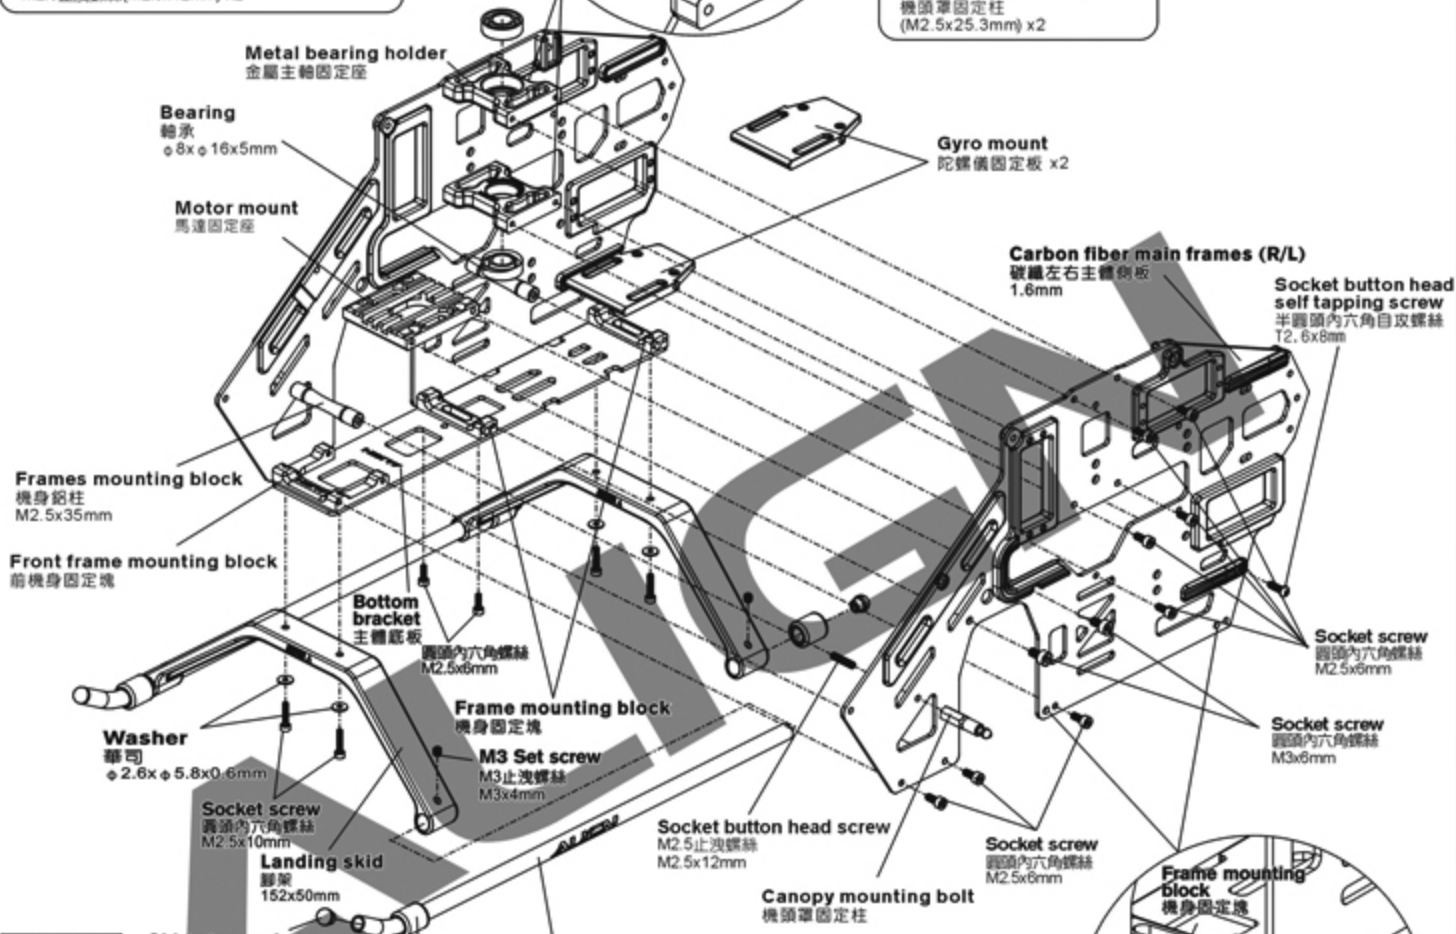 機頭罩固定柱
(M2.5x25.3mm) x2
Metal bearing holder
金屬主軸固定座
Bearing
軸承
φ8xφ16x5mm
Motor mount
馬達固定座
Gyro mount
陀螺儀固定板 x2
Carbon fiber main frames (R/L)
碳纖左右主體側板
1.6mm
Socket button head
self tapping screw
半圓頭內六角自攻螺絲
T2.6x8mm
Frames mounting block
機身鋁柱
M2.5x35mm
Front frame mounting block
前機身固定塊
Bottom
bracket
主體底板
圓頭內六角螺絲
M2.5x6mm
Frame mounting block
機身固定塊
Washer
華司
φ2.6xφ5.8x0.6mm
M3 Set screw
M3止洩螺絲
M3x4mm
Socket screw
圓頭內六角螺絲
M2.5x10mm
Landing skid
腳架
152x50mm
Socket button head screw
M2.5止洩螺絲
M2.5x12mm
Canopy mounting bolt
機頭罩固定柱
Socket screw
圓頭內六角螺絲
M2.5x6mm
Socket screw
圓頭內六角螺絲
M3x6mm
Socket screw
圓頭內六角螺絲
M2.5x6mm
Frame mounting
block
機身固定塊
ALIGN
ALIGN